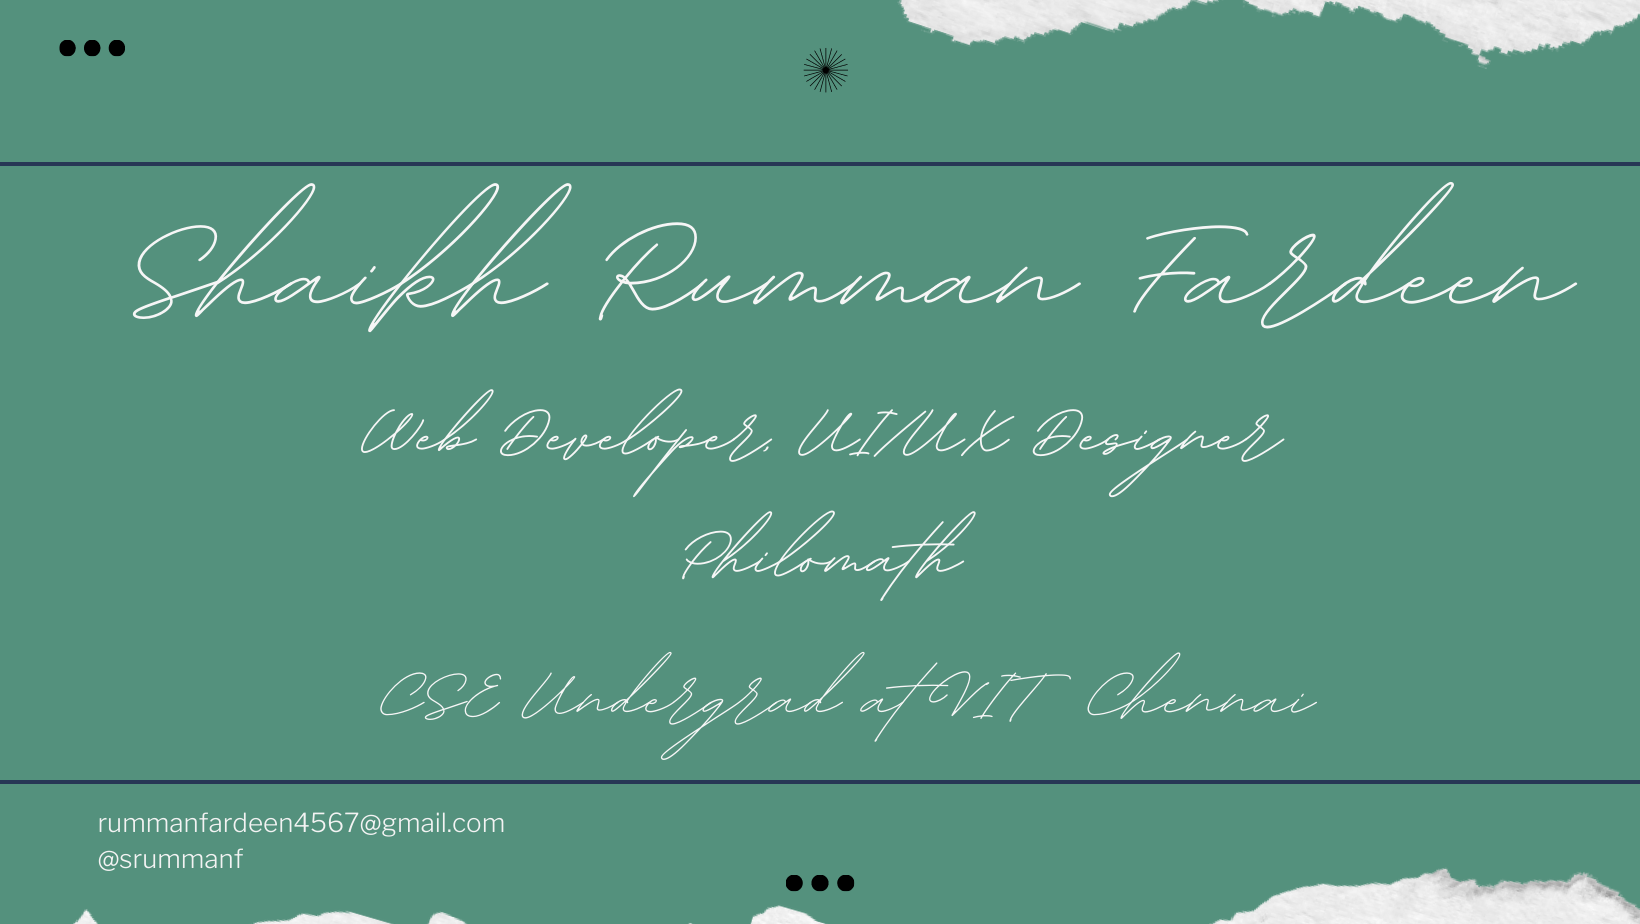 Shaikh Rumman Fardeen
Web Developer, UI/UX Designer
Philomath
CSE Undergrad at VIT Chennai
rummanfardeen4567@gmail.com
@srummanf